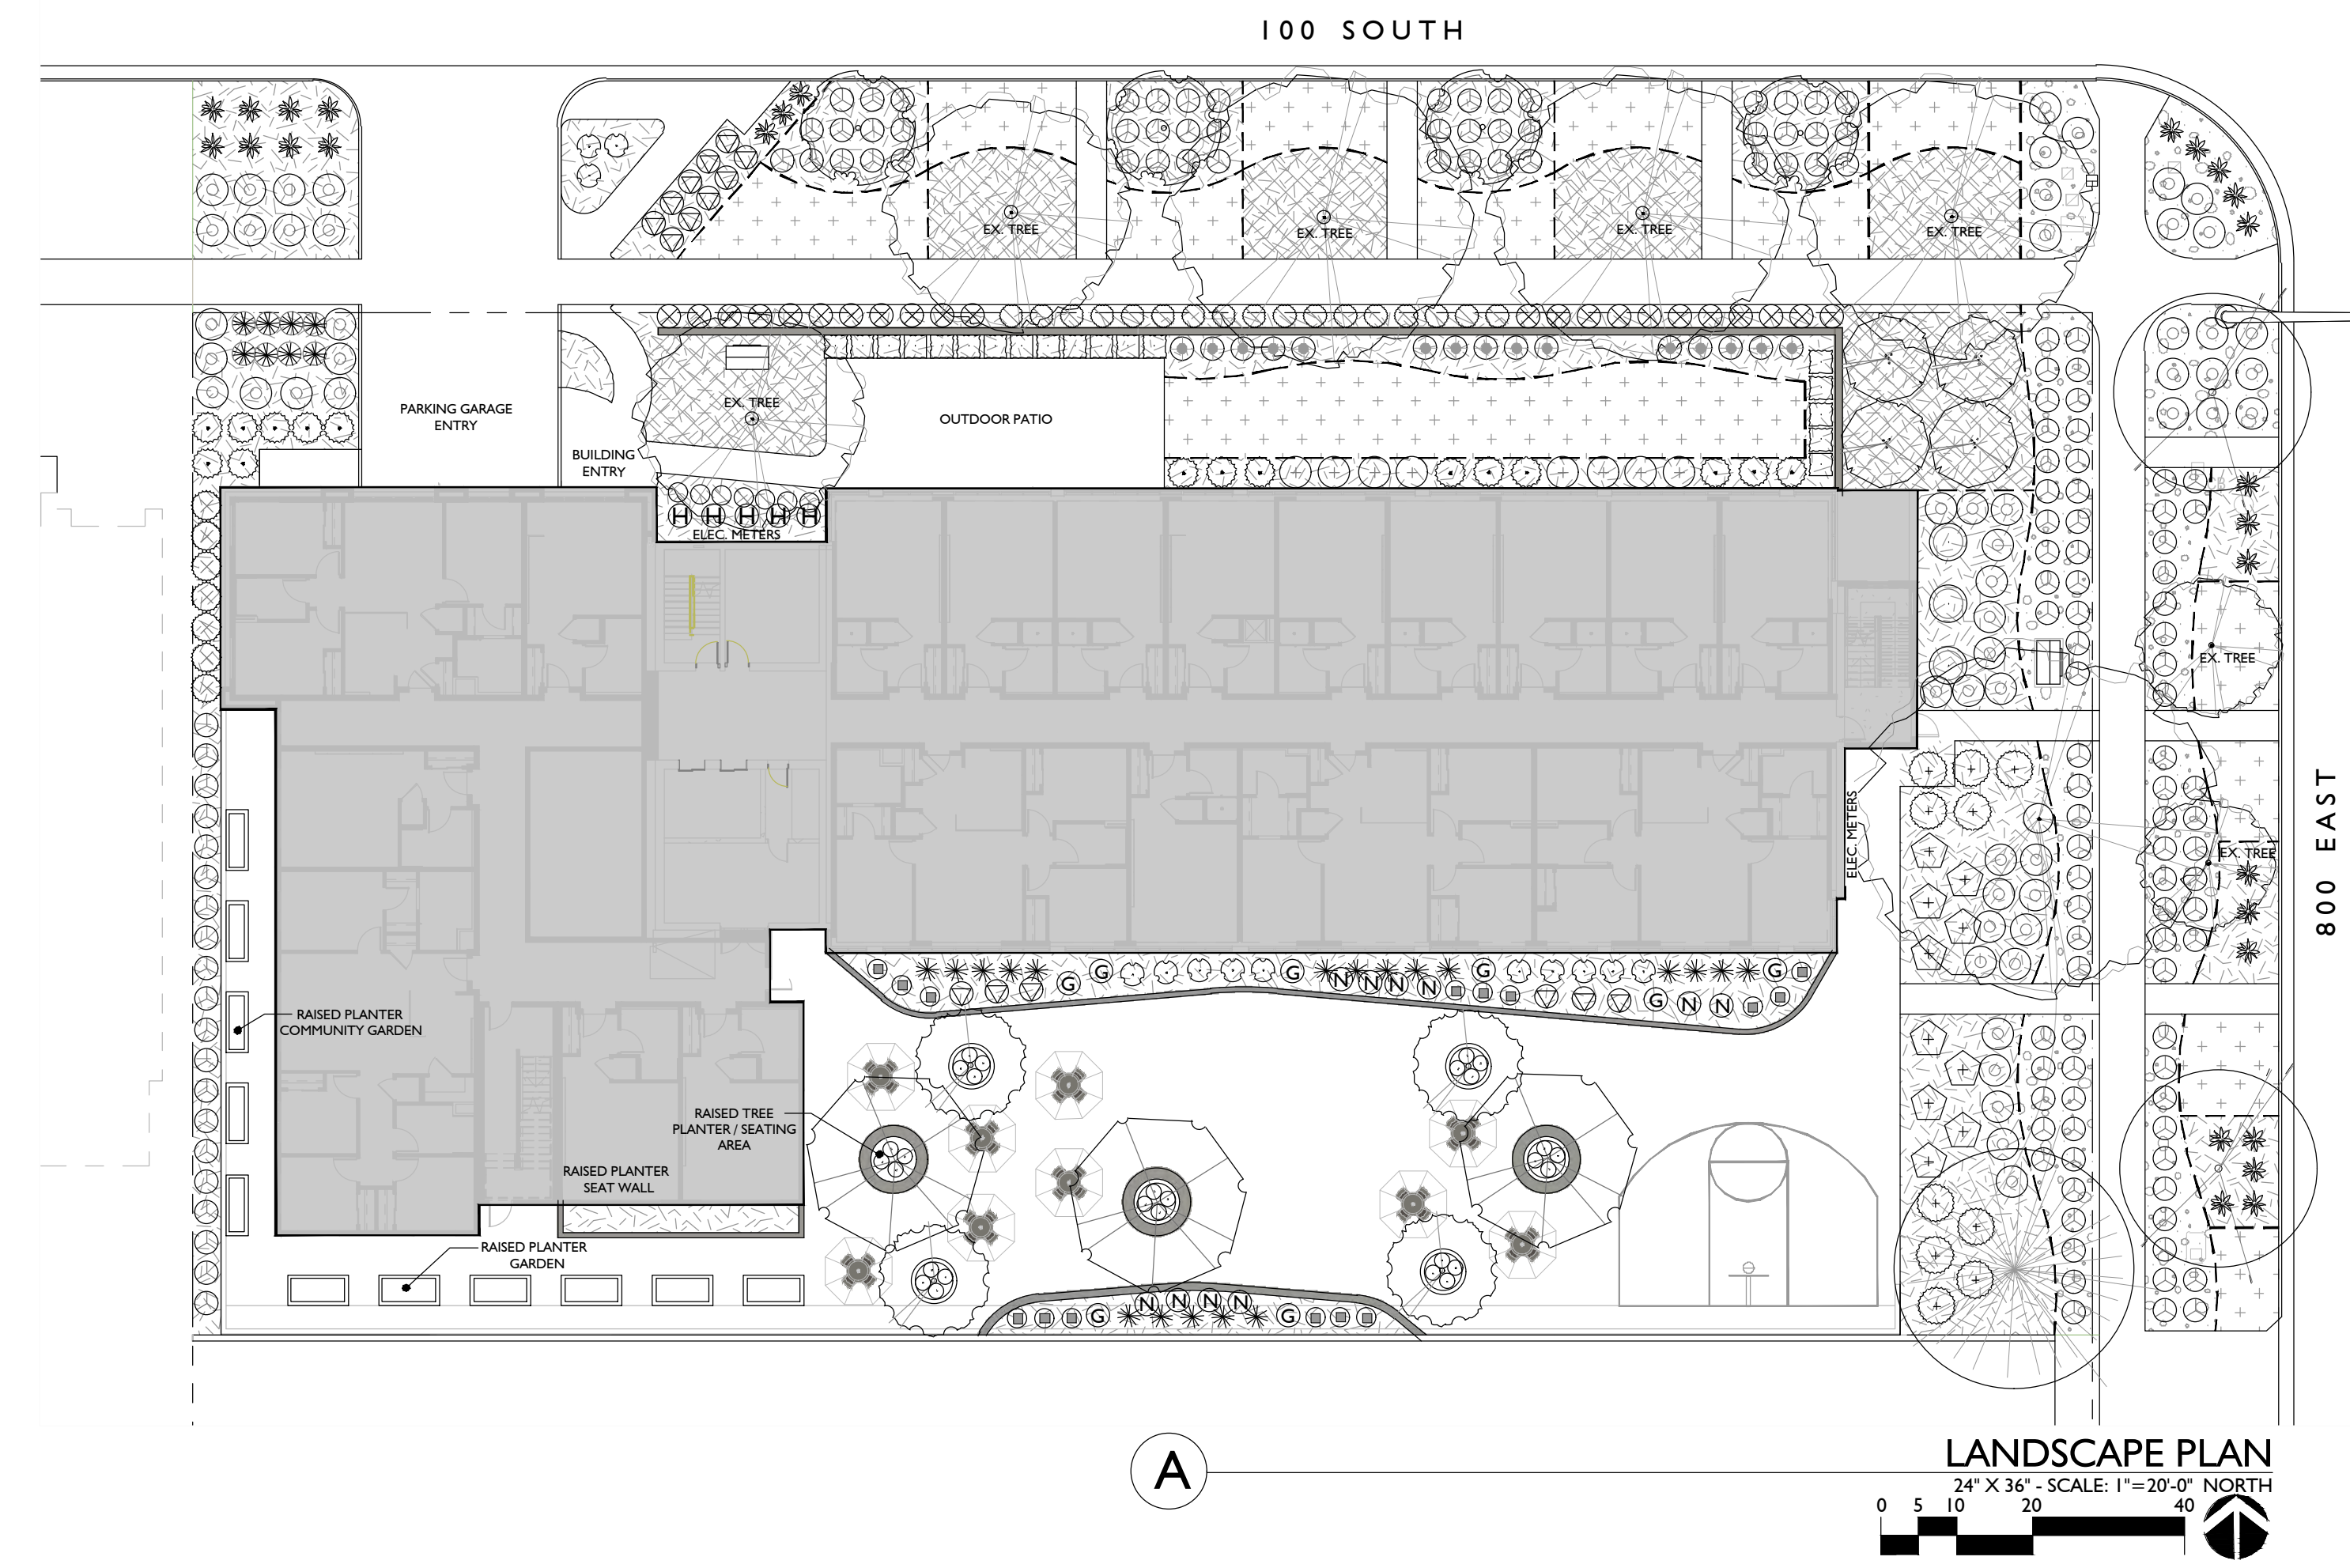 100 SOUTH
EX. TREE
EX. TREE
EX. TREE
EX. TREE
PARKING GARAGE
ENTRY
EX. TREE
OUTDOOR PATIO
BUILDING
ENTRY
H H H H H
ELEC. METERS
EX. TREE
800 EAST
ELEC. METERS
EX. TREE
G G G G G
N N N N
G G N N
RAISED PLANTER
COMMUNITY GARDEN
RAISED TREE
PLANTER / SEATING
AREA
RAISED PLANTER
SEAT WALL
RAISED PLANTER
GARDEN
N N N N
G G
A
LANDSCAPE PLAN
24" X 36" - SCALE: 1"=20'-0" NORTH
0 5 10 20 40